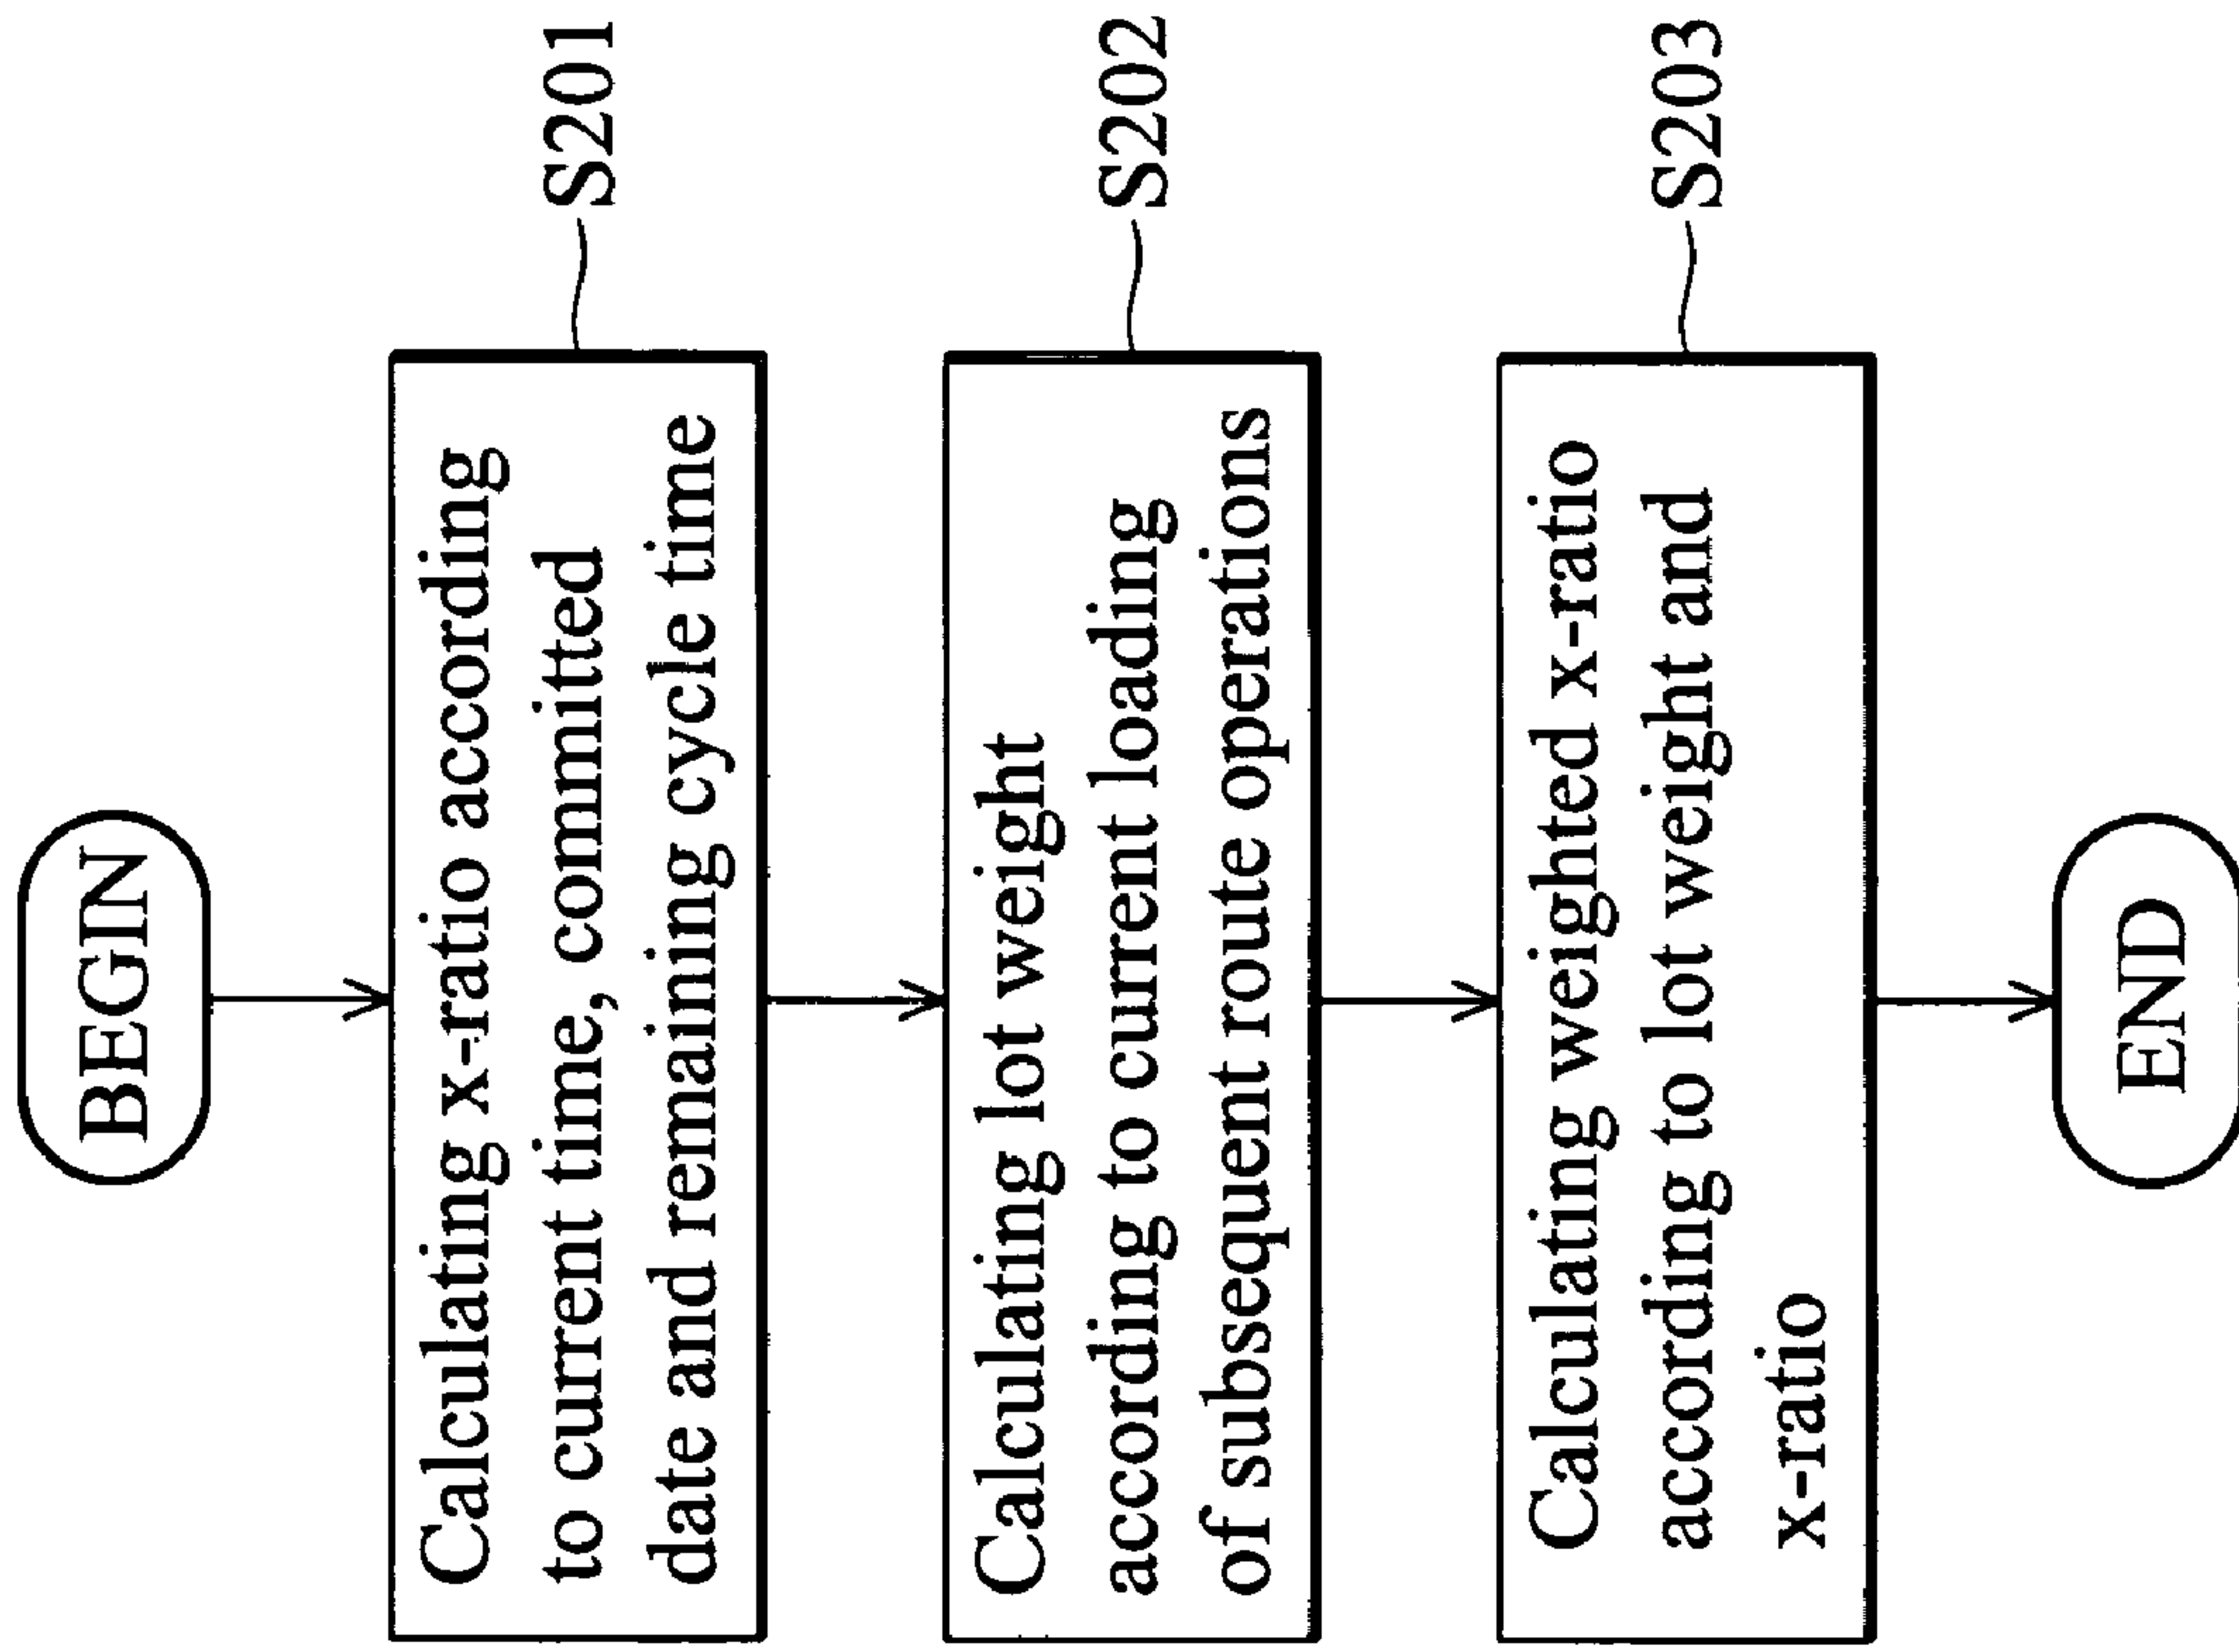 BEGIN
Calculating x-ratio according
to current time, committed
date and remaining cycle time
S201
Calculating lot weight
according to current loading
of subsequent route operations
S202
Calculating weighted x-ratio
according to lot weight and
x-ratio
S203
END